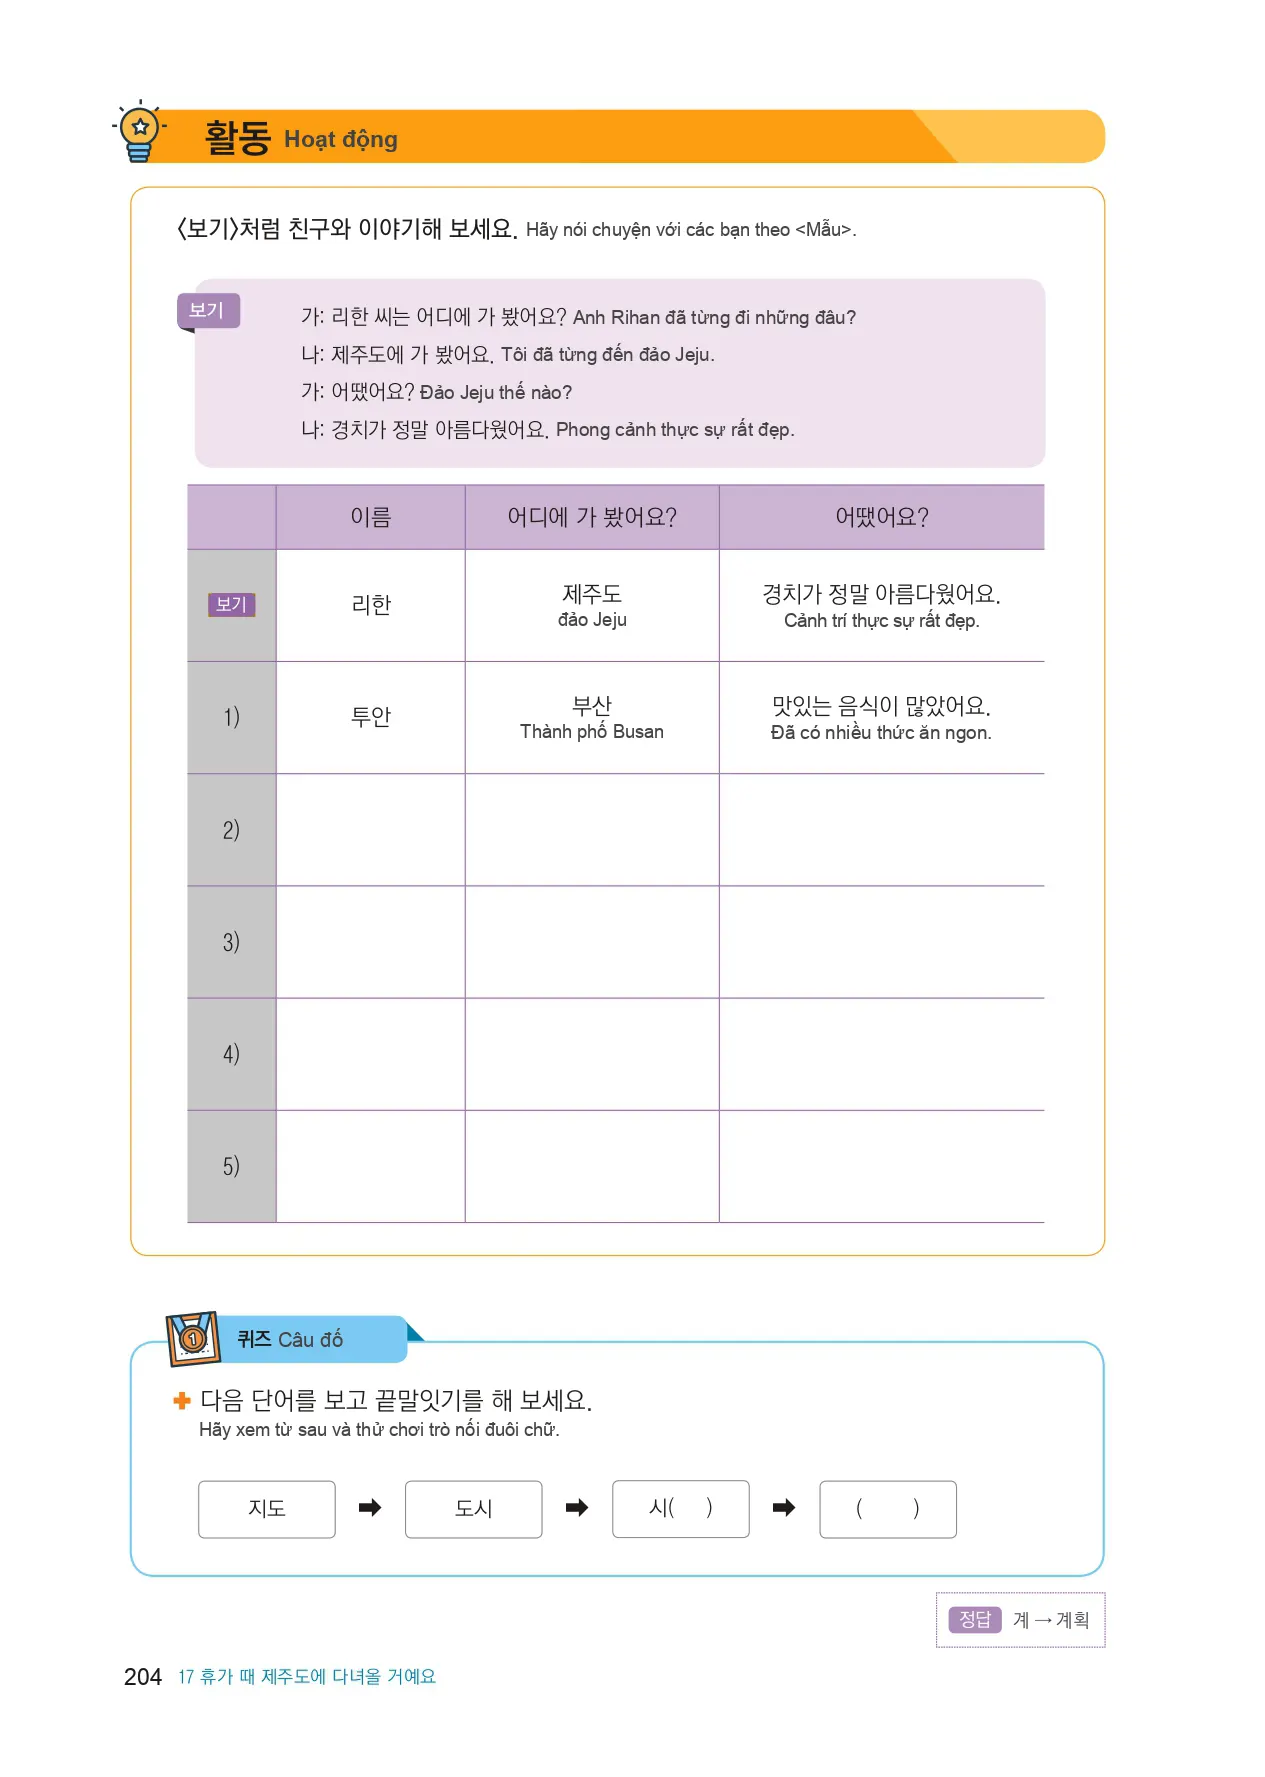 활동 Hoạt động
<보기>처럼 친구와 이야기해 보세요. Hãy nói chuyện với các bạn theo <Mẫu>.
보기
가: 리한 씨는 어디에 가 봤어요? Anh Rihan đã từng đi những đâu?
나: 제주도에 가 봤어요. Tôi đã từng đến đảo Jeju.
가: 어땠어요? Đảo Jeju thế nào?
나: 경치가 정말 아름다웠어요. Phong cảnh thực sự rất đẹp.
이름 어디에 가 봤어요? 어땠어요?
보기 리한 제주도 경치가 정말 아름다웠어요.
đảo Jeju Cảnh trí thực sự rất đẹp.
1) 투안 부산 맛있는 음식이 많았어요.
Thành phố Busan Đã có nhiều thức ăn ngon.
2)
3)
4)
5)
1 퀴즈 Câu đố
다음 단어를 보고 끝말잇기를 해 보세요.
Hãy xem từ sau và thử chơi trò nối đuôi chữ.
지도 ➡ 도시 ➡ 시( ) ➡ ( )
정답 계 → 계획
204 17 휴가 때 제주도에 다녀올 거예요